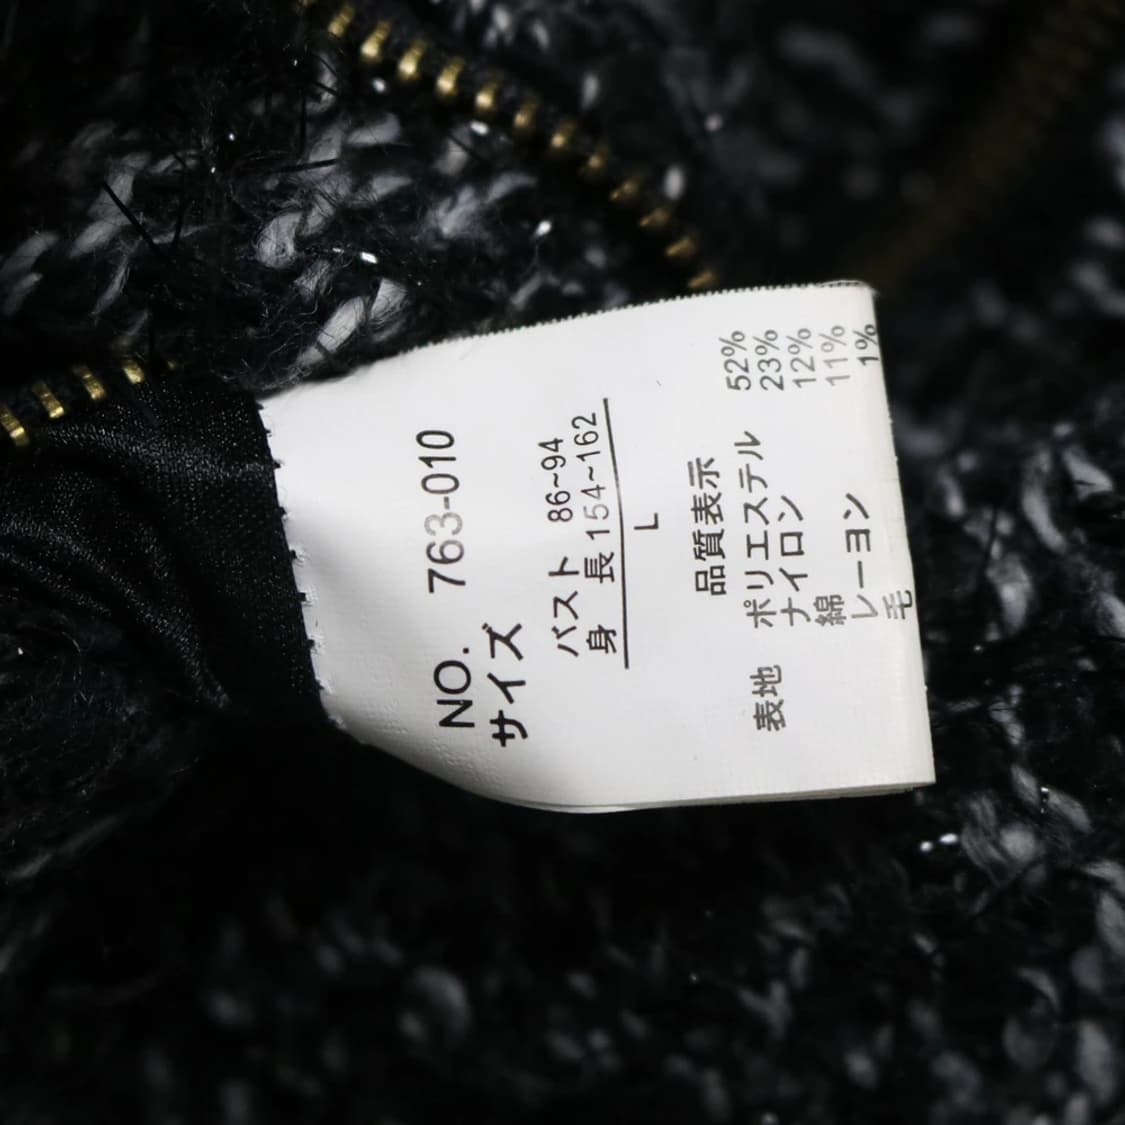 NO. 763-010
サイズ
バスト 86~94
身 長 154~162
L
品質表示
表地 ポリエステル 52%
ナイロン 23%
綿 12%
レーヨン 11%
毛 1%